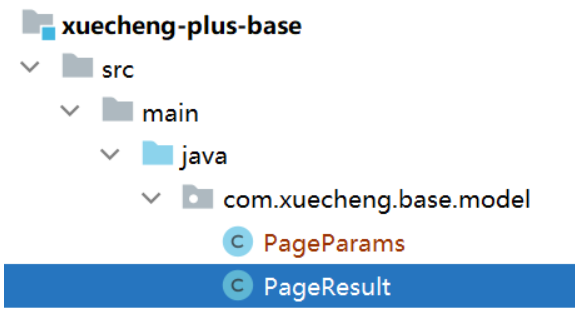 xuecheng-plus-base
src
main
java
com.xuecheng.base.model
C PageParams
C PageResult